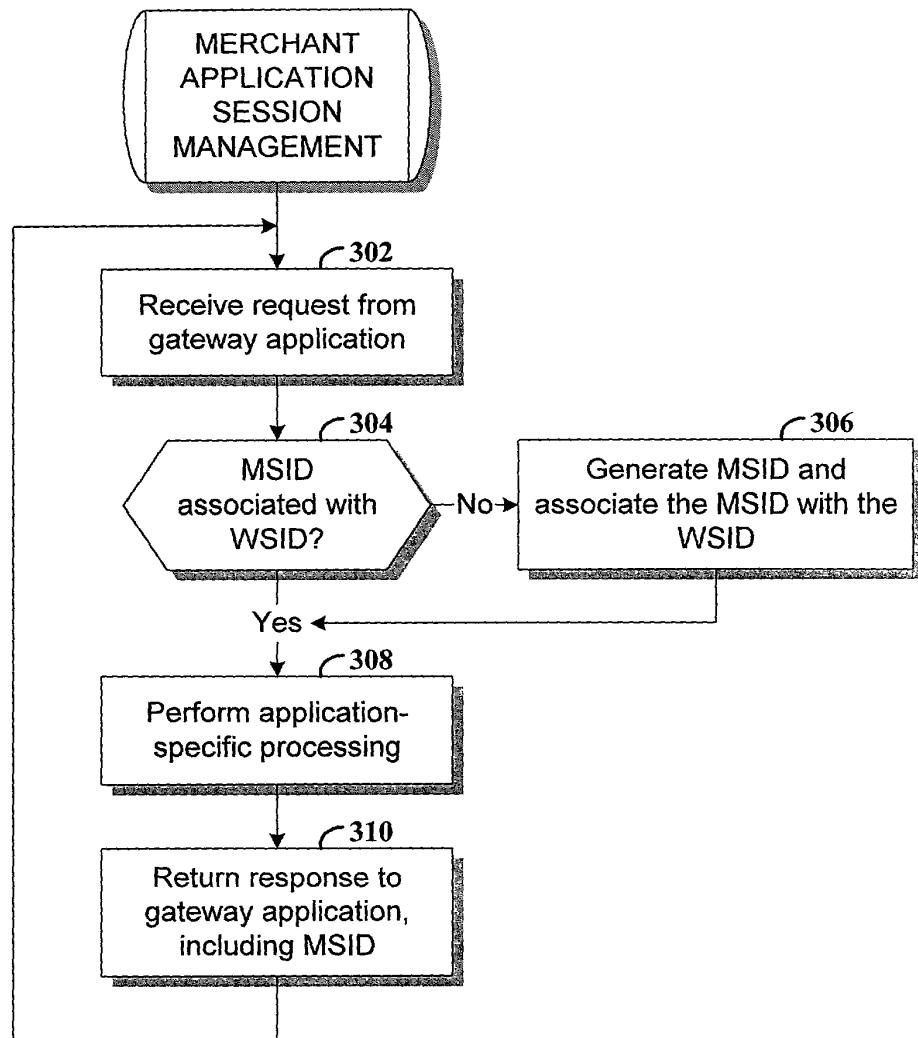 MERCHANT
APPLICATION
SESSION
MANAGEMENT
302
Receive request from
gateway application
304
MSID
associated with
WSID?
No
306
Generate MSID and
associate the MSID with the
WSID
Yes
308
Perform application-
specific processing
310
Return response to
gateway application,
including MSID